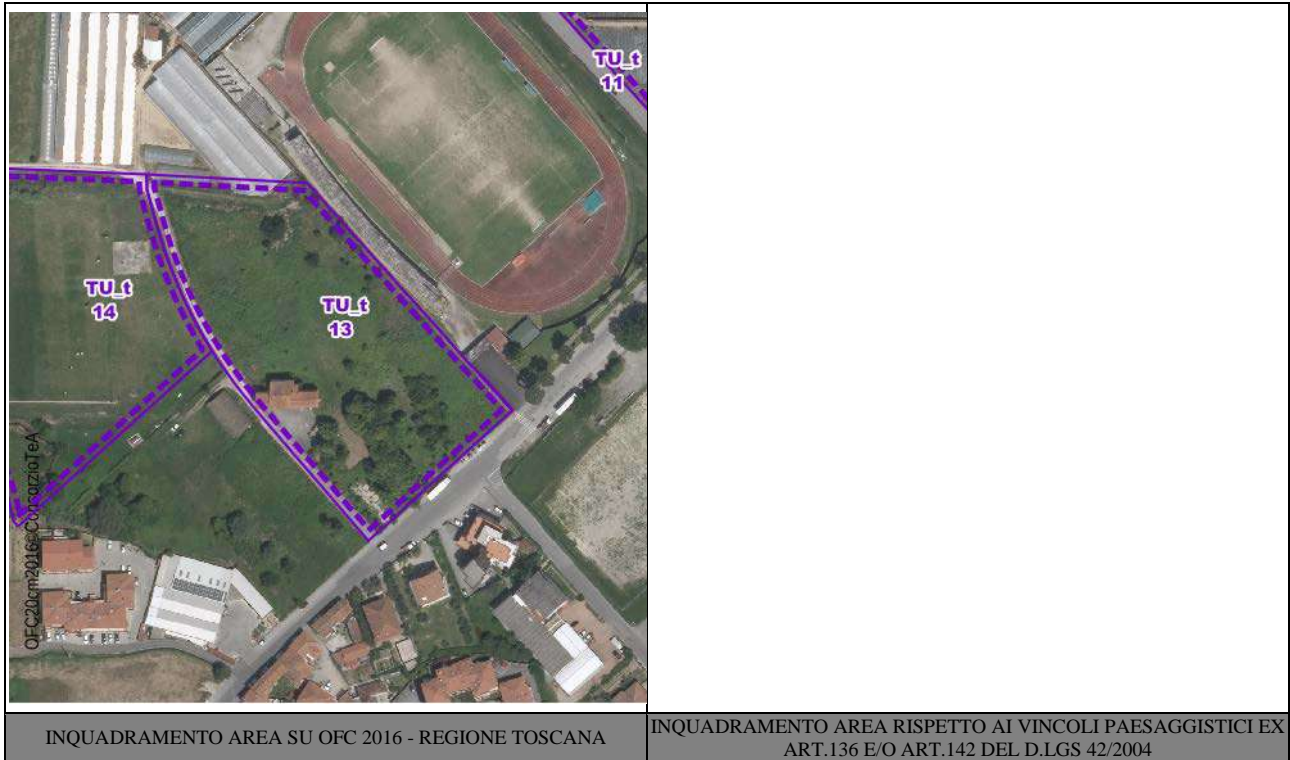 TU_t
11
TU_t
14
TU_t
13
OFC20cm2016©ConsorzioTeA
INQUADRAMENTO AREA SU OFC 2016 - REGIONE TOSCANA
INQUADRAMENTO AREA RISPETTO AI VINCOLI PAESAGGISTICI EX
ART.136 E/O ART.142 DEL D.LGS 42/2004